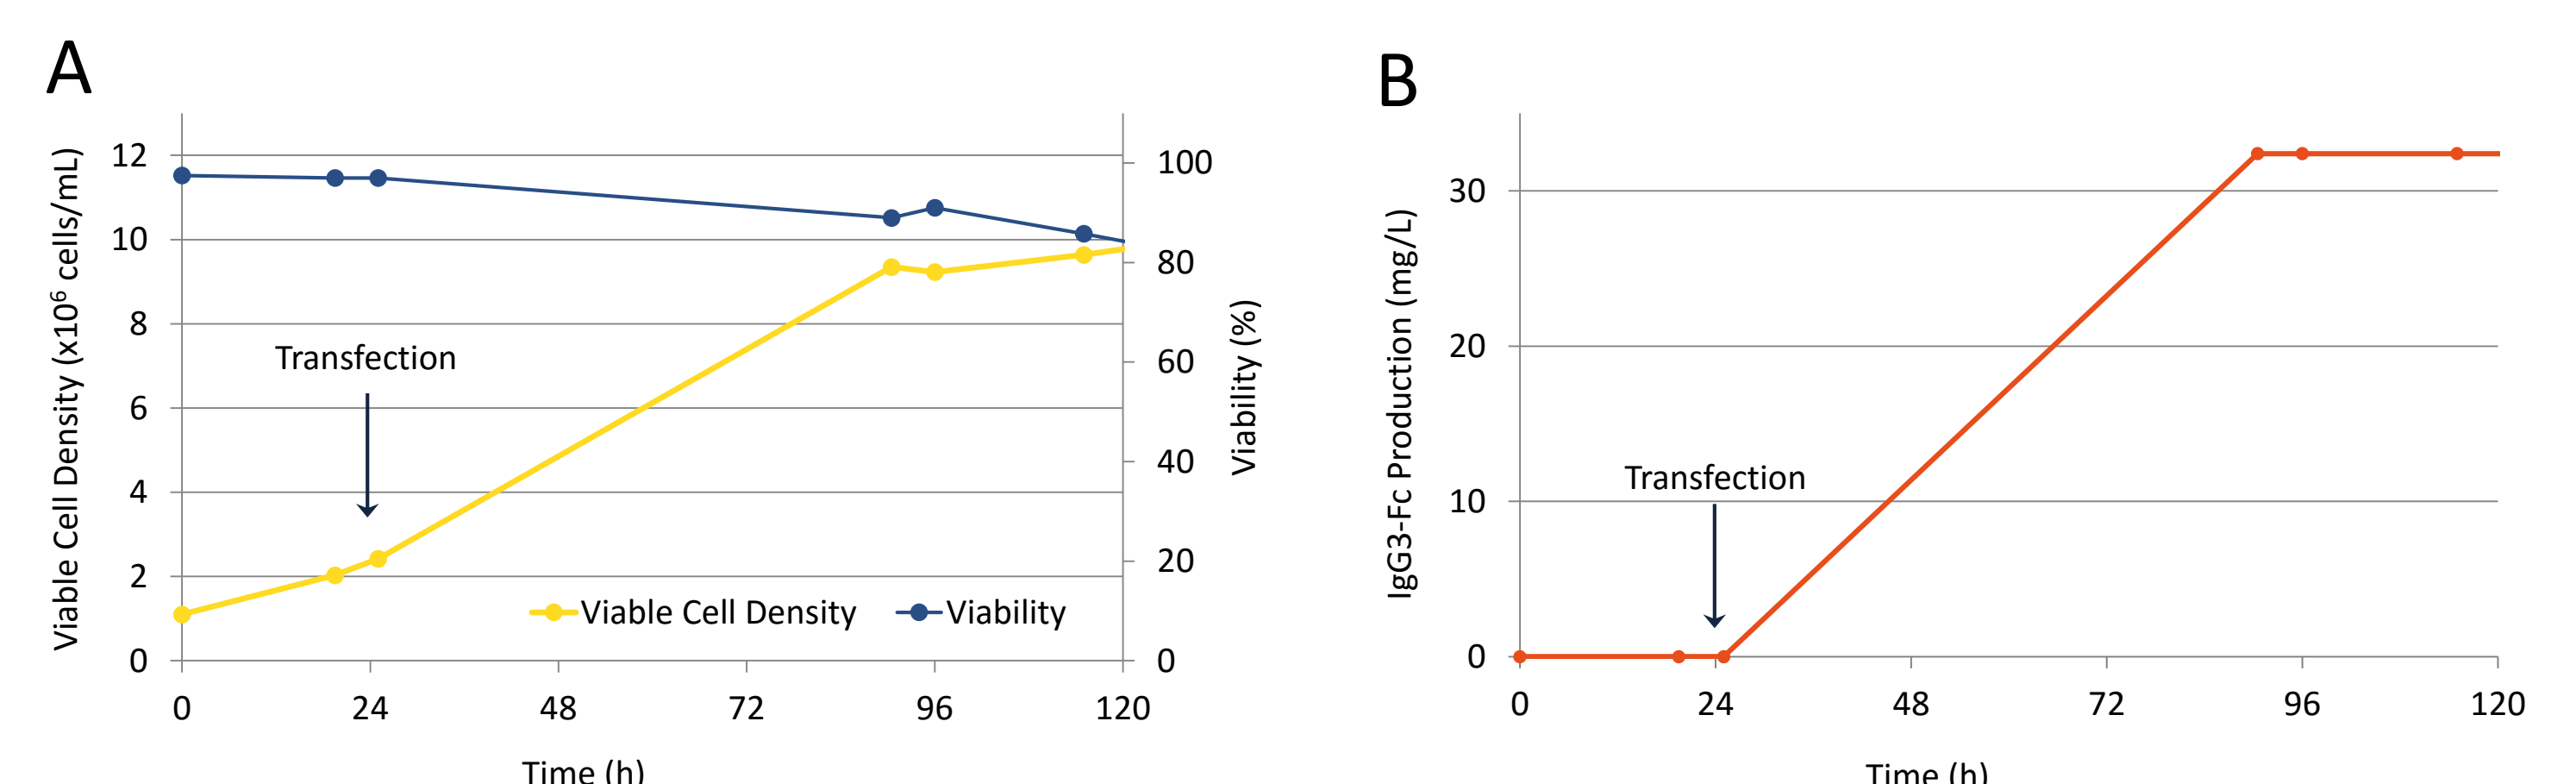 A
Viable Cell Density (x10⁶ cells/mL)
12
10
8
6
4
2
0
Transfection
Viable Cell Density
Viability
100
80
60
40
20
0
Viability (%)
0 24 48 72 96 120
Time (h)
B
IgG3-Fc Production (mg/L)
30
20
10
0
Transfection
0 24 48 72 96 120
Time (h)